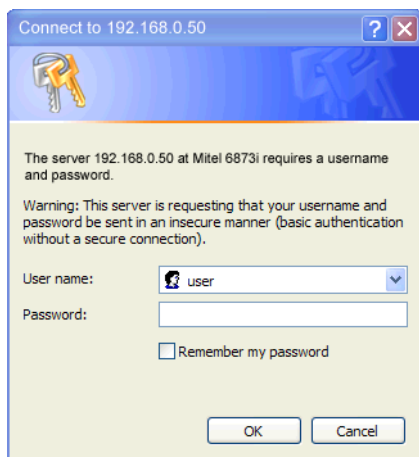 Connect to 192.168.0.50
The server 192.168.0.50 at Mitel 6873i requires a username
and password.
Warning: This server is requesting that your username and
password be sent in an insecure manner (basic authentication
without a secure connection).
User name:
user
Password:
Remember my password
OK
Cancel